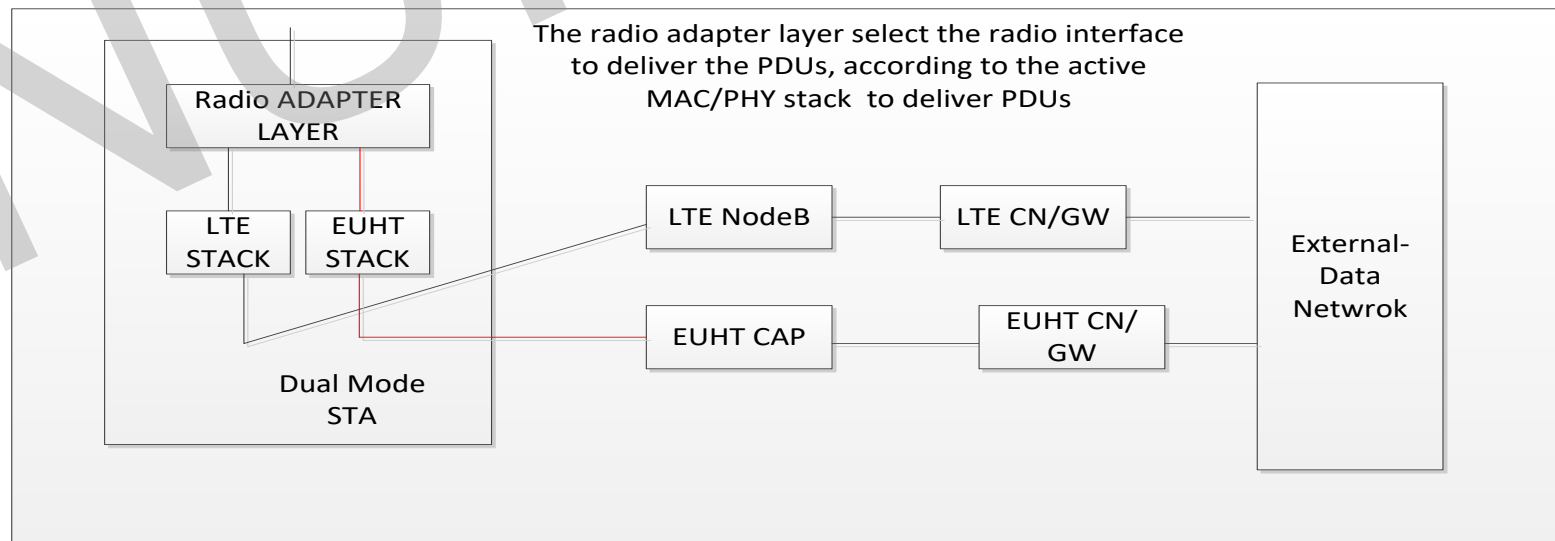 The radio adapter layer select the radio interface
to deliver the PDUs, according to the active
MAC/PHY stack  to deliver PDUs
Radio ADAPTER
LAYER
LTE
STACK
EUHT
STACK
Dual Mode
STA
LTE NodeB
LTE CN/GW
EUHT CAP
EUHT CN/
GW
External-
Data
Netwrok